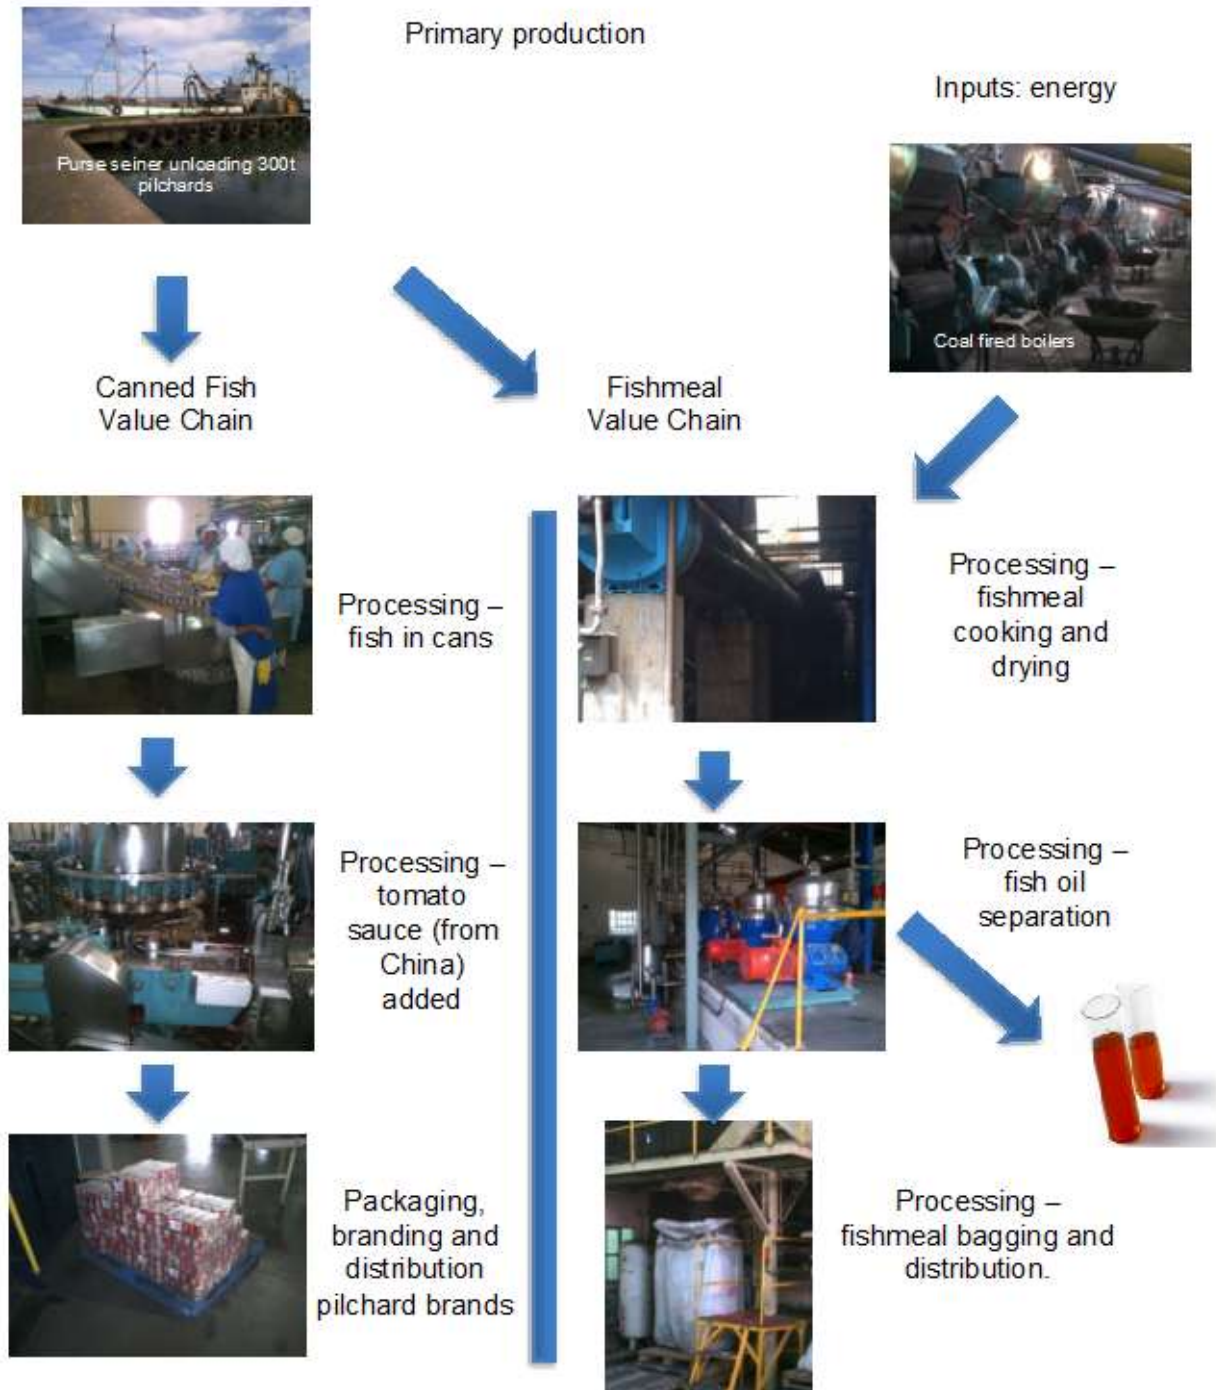 Primary production
Inputs: energy
Purse seiner unloading 300t
pilchards
Coal fired boilers
Canned Fish
Value Chain
Fishmeal
Value Chain
Processing –
fish in cans
Processing –
fishmeal
cooking and
drying
Processing –
tomato
sauce (from
China)
added
Processing –
fish oil
separation
Packaging,
branding and
distribution
pilchard brands
Processing –
fishmeal bagging and
distribution.